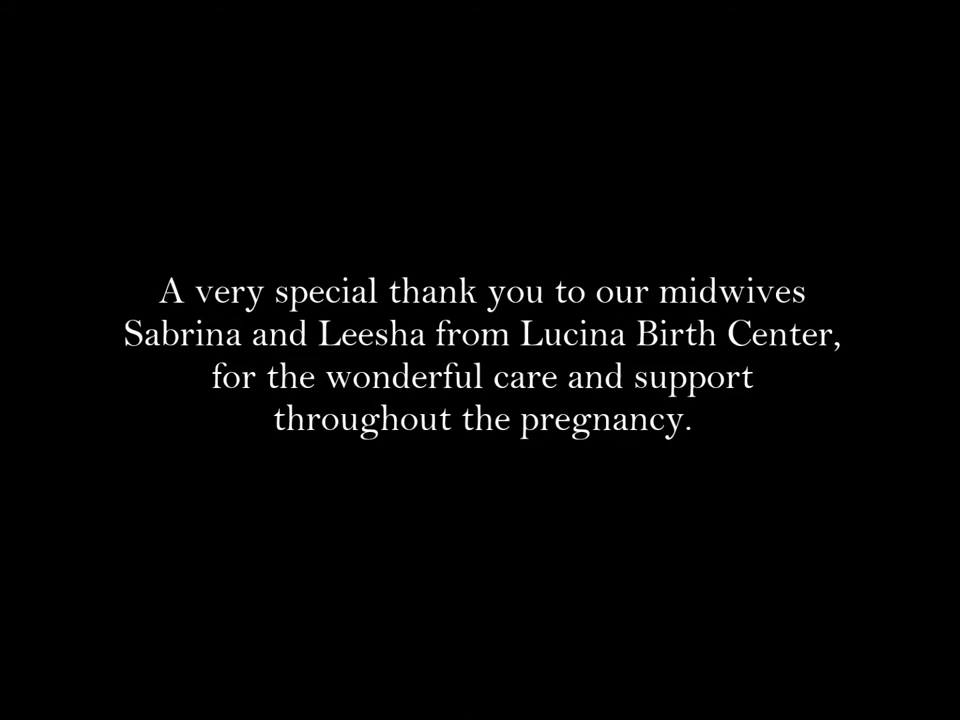 A very special thank you to our midwives
Sabrina and Leesha from Lucina Birth Center,
for the wonderful care and support
throughout the pregnancy.